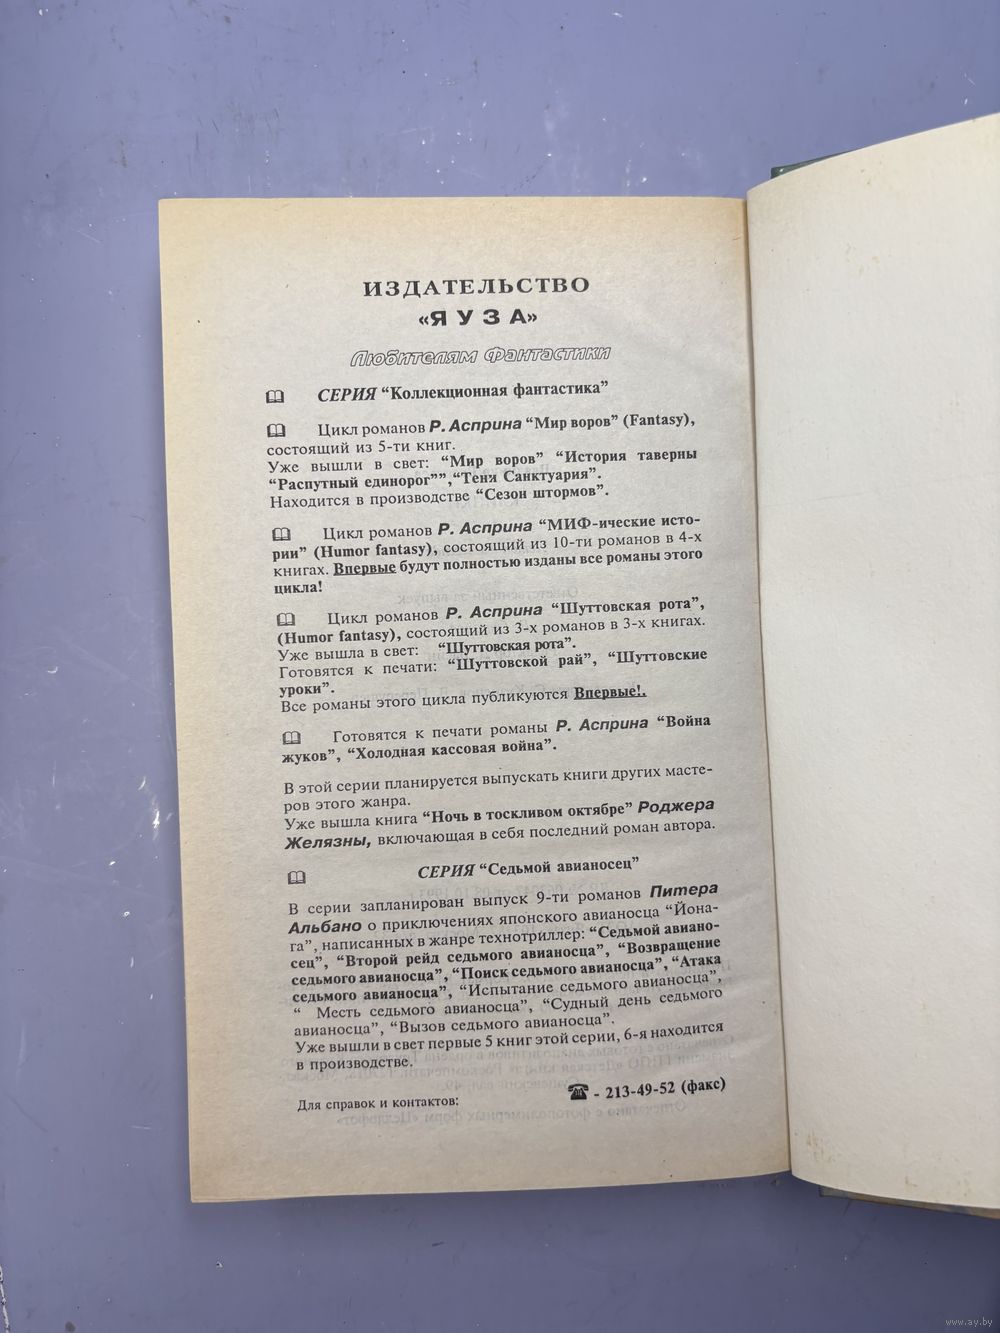 ИЗДАТЕЛЬСТВО
«ЯУЗА»
Любителям Фантастики
СЕРИЯ “Коллекционная фантастика”
Цикл романов Р. Асприна “Мир воров” (Fantasy),
состоящий из 5-ти книг.
Уже вышли в свет: “Мир воров” “История таверны
“Распутный единорог””,“Тени Санктуария”.
Находится в производстве “Сезон штормов”.
Цикл романов Р. Асприна “МИФ-ические исто-
рии” (Humor fantasy), состоящий из 10-ти романов в 4-х
книгах. Впервые будут полностью изданы все романы этого
цикла!
Цикл романов Р. Асприна “Шуттовская рота”,
(Humor fantasy), состоящий из 3-х романов в 3-х книгах.
Уже вышла в свет: “Шуттовская рота”.
Готовятся к печати: “Шуттовской рай”, “Шуттовские
уроки”.
Все романы этого цикла публикуются Впервые!.
Готовятся к печати романы Р. Асприна “Война
жуков”, “Холодная кассовая война”.
В этой серии планируется выпускать книги других масте-
ров этого жанра.
Уже вышла книга “Ночь в тоскливом октябре” Роджера
Желязны, включающая в себя последний роман автора.
СЕРИЯ “Седьмой авианосец”
В серии запланирован выпуск 9-ти романов Питера
Альбано о приключениях японского авианосца “Йона-
га”, написанных в жанре технотриллер: “Седьмой авиано-
сец”, “Второй рейд седьмого авианосца”, “Возвращение
седьмого авианосца”, “Поиск седьмого авианосца”, “Атака
седьмого авианосца”, “Испытание седьмого авианосца”,
“ Месть седьмого авианосца”, “Судный день седьмого
авианосца”, “Вызов седьмого авианосца”.
Уже вышли в свет первые 5 книг этой серии, 6-я находится
в производстве.
Для справок и контактов: ☎ - 213-49-52 (факс)
www.ay.by